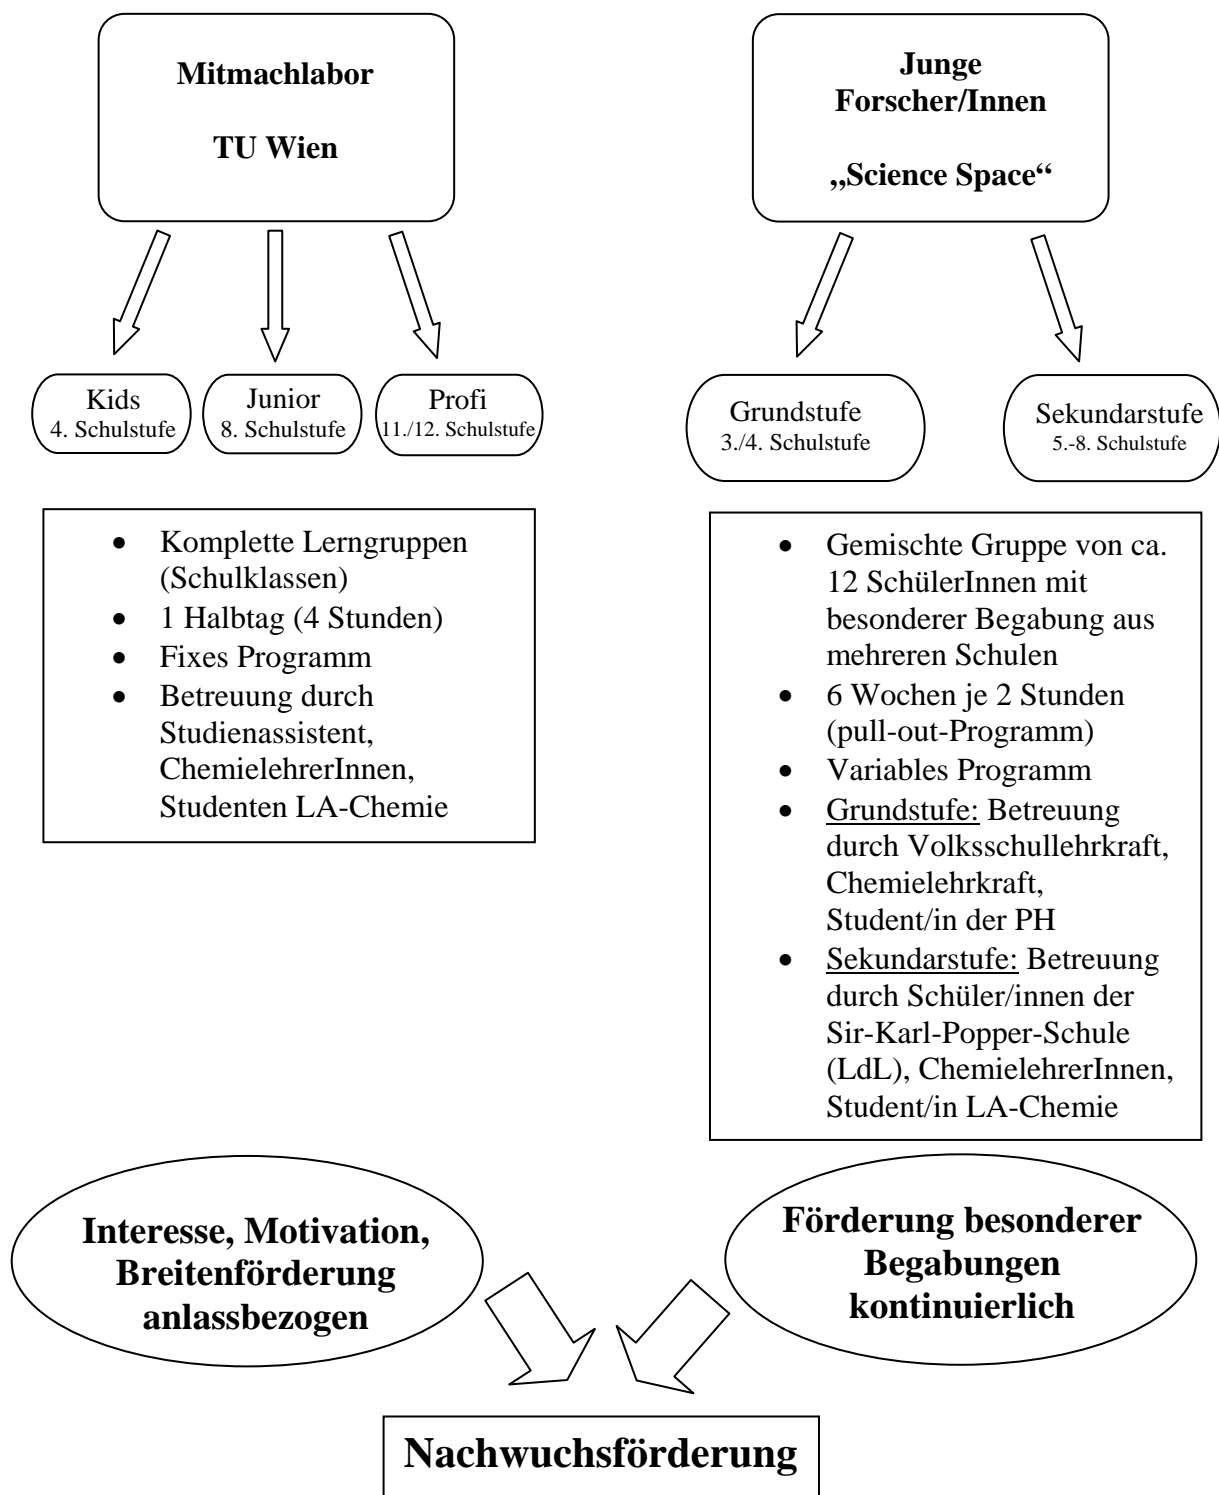 Mitmachlabor
TU Wien
Junge
Forscher/Innen
„Science Space“
Kids
4. Schulstufe
Junior
8. Schulstufe
Profi
11./12. Schulstufe
Grundstufe
3./4. Schulstufe
Sekundarstufe
5.-8. Schulstufe
• Komplette Lerngruppen
(Schulklassen)
• 1 Halbtag (4 Stunden)
• Fixes Programm
• Betreuung durch
Studienassistent,
ChemielehrerInnen,
Studenten LA-Chemie
• Gemischte Gruppe von ca.
12 SchülerInnen mit
besonderer Begabung aus
mehreren Schulen
• 6 Wochen je 2 Stunden
(pull-out-Programm)
• Variables Programm
• Grundstufe: Betreuung
durch Volksschullehrkraft,
Chemielehrkraft,
Student/in der PH
• Sekundarstufe: Betreuung
durch Schüler/innen der
Sir-Karl-Popper-Schule
(LdL), ChemielehrerInnen,
Student/in LA-Chemie
Interesse, Motivation,
Breitenförderung
anlassbezogen
Förderung besonderer
Begabungen
kontinuierlich
Nachwuchsförderung